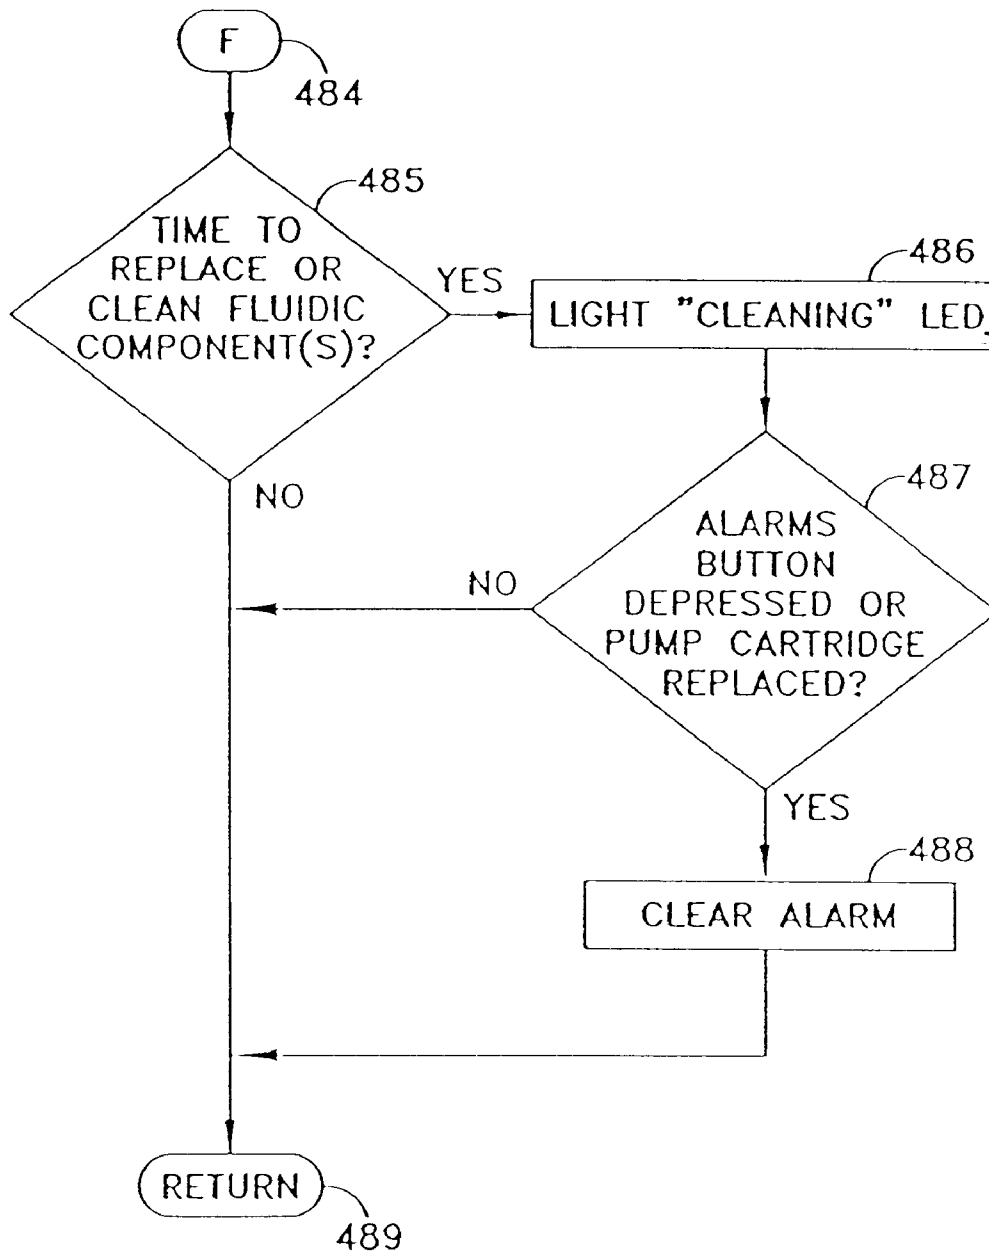 F
484
485
TIME TO
REPLACE OR
CLEAN FLUIDIC
COMPONENT(S)?
YES
486
LIGHT "CLEANING" LED
NO
487
ALARMS
BUTTON
DEPRESSED OR
PUMP CARTRIDGE
REPLACED?
NO
YES
488
CLEAR ALARM
RETURN
489